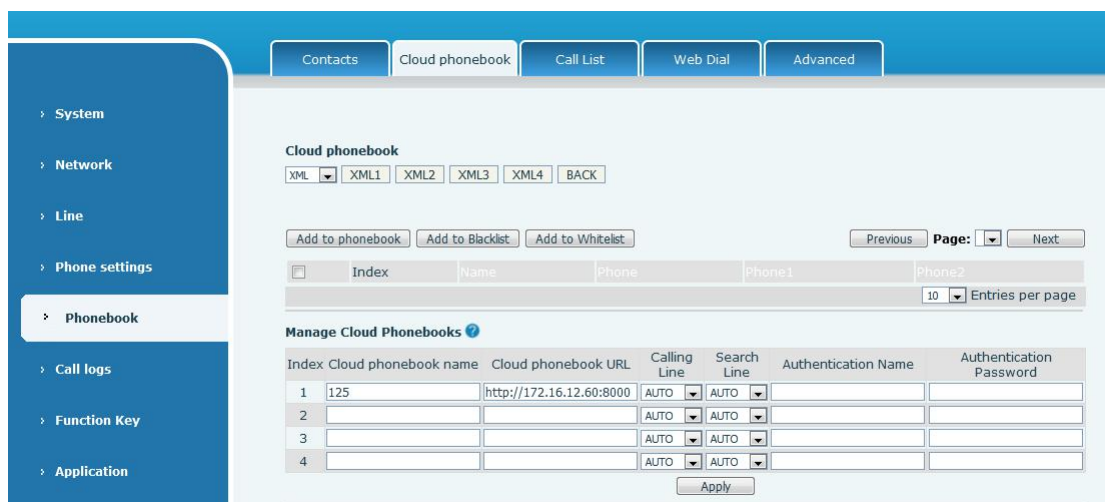 Contacts Cloud phonebook Call List Web Dial Advanced
› System
› Network
› Line
› Phone settings
› Phonebook
› Call logs
› Function Key
› Application
Cloud phonebook
XML XML1 XML2 XML3 XML4 BACK
Add to phonebook Add to Blacklist Add to Whitelist Previous Page: Next
Index Name Phone Phone1 Phone2
10 Entries per page
Manage Cloud Phonebooks ?
Index Cloud phonebook name Cloud phonebook URL Calling Line Search Line Authentication Name Authentication Password
1 125 http://172.16.12.60:8000 AUTO AUTO
2 AUTO AUTO
3 AUTO AUTO
4 AUTO AUTO
Apply